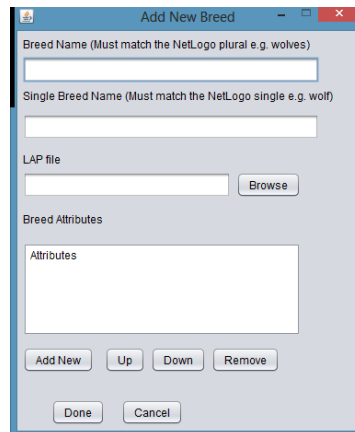 Add New Breed
Breed Name (Must match the NetLogo plural e.g. wolves)
Single Breed Name (Must match the NetLogo single e.g. wolf)
LAP file
Browse
Breed Attributes
Attributes
Add New Up Down Remove
Done Cancel